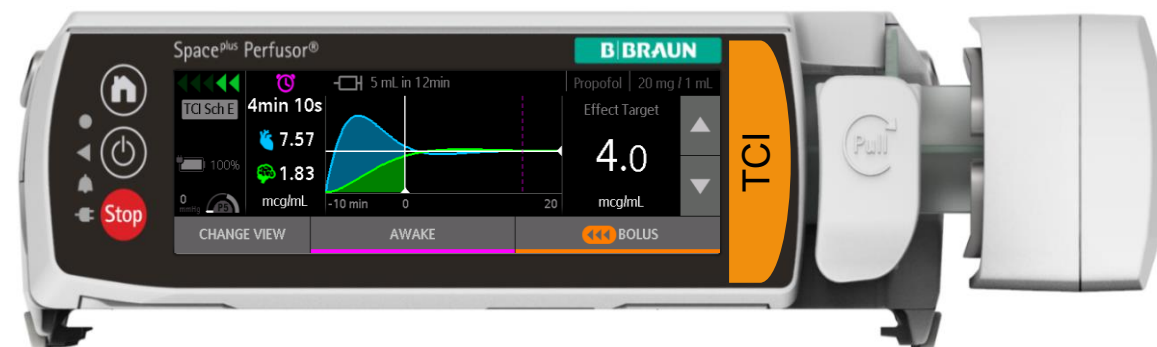 Space plus Perfusor®
B|BRAUN
5 mL in 12min
Propofol | 20 mg / 1 mL
TCI Sch E
4min 10s
Effect Target
7.57
100%
1.83
4.0
mcg/mL
mcg/mL
0
mmHg
P5
-10 min
0
20
CHANGE VIEW
AWAKE
BOLUS
Stop
TCI
Pull